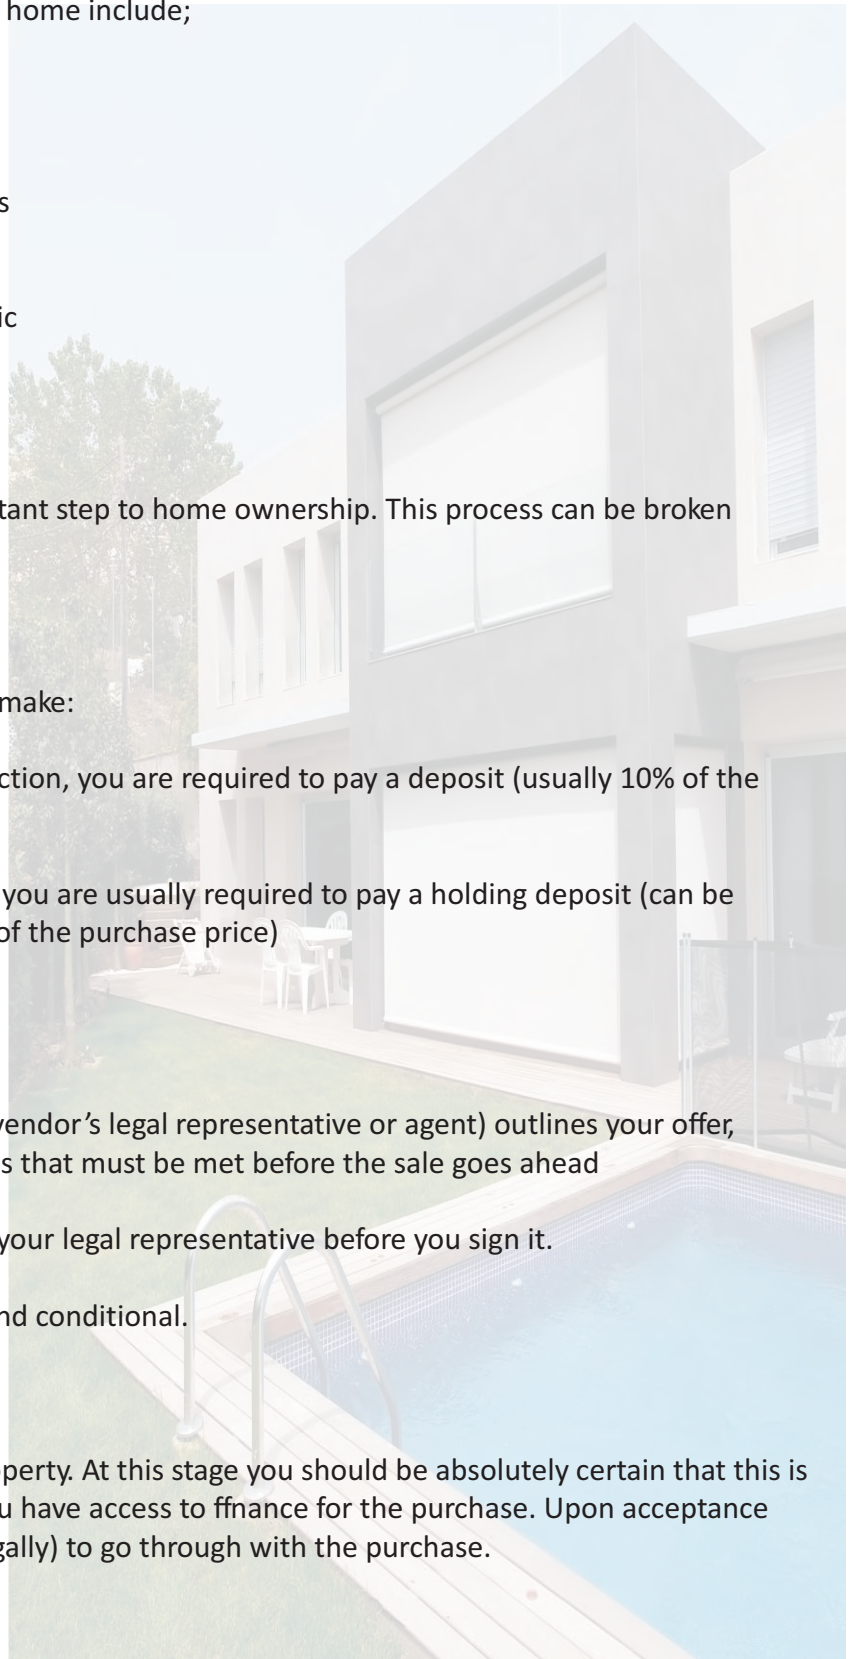 home include;
s
ic
tant step to home ownership. This process can be broken
make:
ction, you are required to pay a deposit (usually 10% of the
you are usually required to pay a holding deposit (can be
of the purchase price)
vendor’s legal representative or agent) outlines your offer,
s that must be met before the sale goes ahead
your legal representative before you sign it.
nd conditional.
perty. At this stage you should be absolutely certain that this is
u have access to ffnance for the purchase. Upon acceptance
gally) to go through with the purchase.